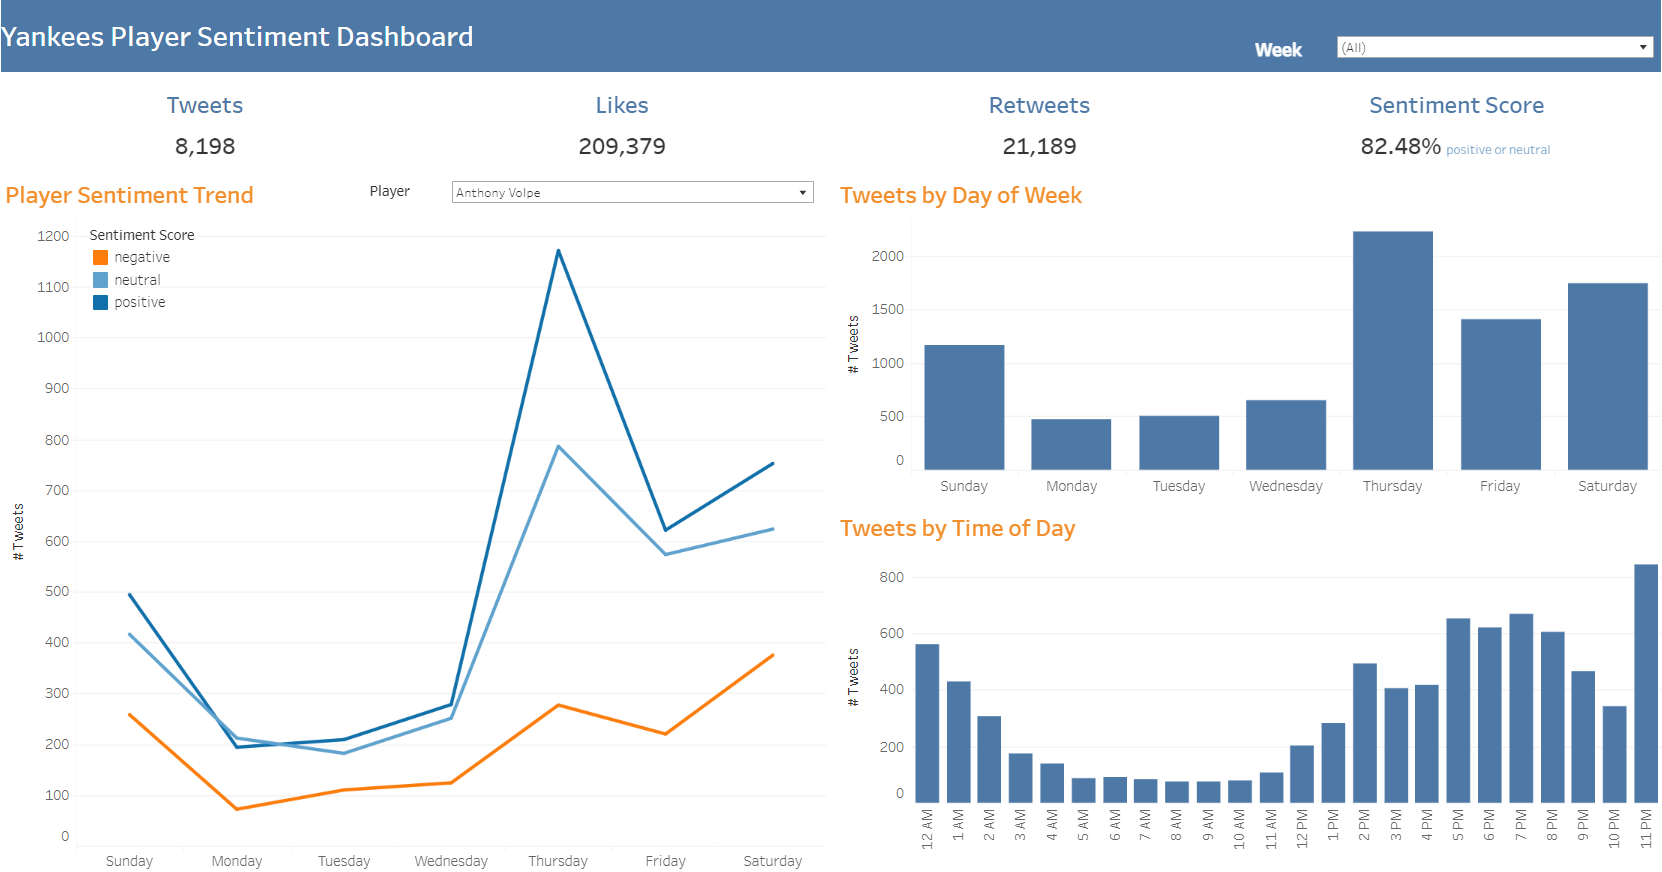 Yankees Player Sentiment Dashboard
Week
(All)
Tweets
8,198
Likes
209,379
Retweets
21,189
Sentiment Score
82.48% positive or neutral
Player Sentiment Trend
Player
Anthony Volpe
Sentiment Score
negative
neutral
positive
# Tweets
1200
1100
1000
900
800
700
600
500
400
300
200
100
0
Sunday
Monday
Tuesday
Wednesday
Thursday
Friday
Saturday
Tweets by Day of Week
# Tweets
2000
1500
1000
500
0
Sunday
Monday
Tuesday
Wednesday
Thursday
Friday
Saturday
Tweets by Time of Day
# Tweets
800
600
400
200
0
12 AM
1 AM
2 AM
3 AM
4 AM
5 AM
6 AM
7 AM
8 AM
9 AM
10 AM
11 AM
12 PM
1 PM
2 PM
3 PM
4 PM
5 PM
6 PM
7 PM
8 PM
9 PM
10 PM
11 PM